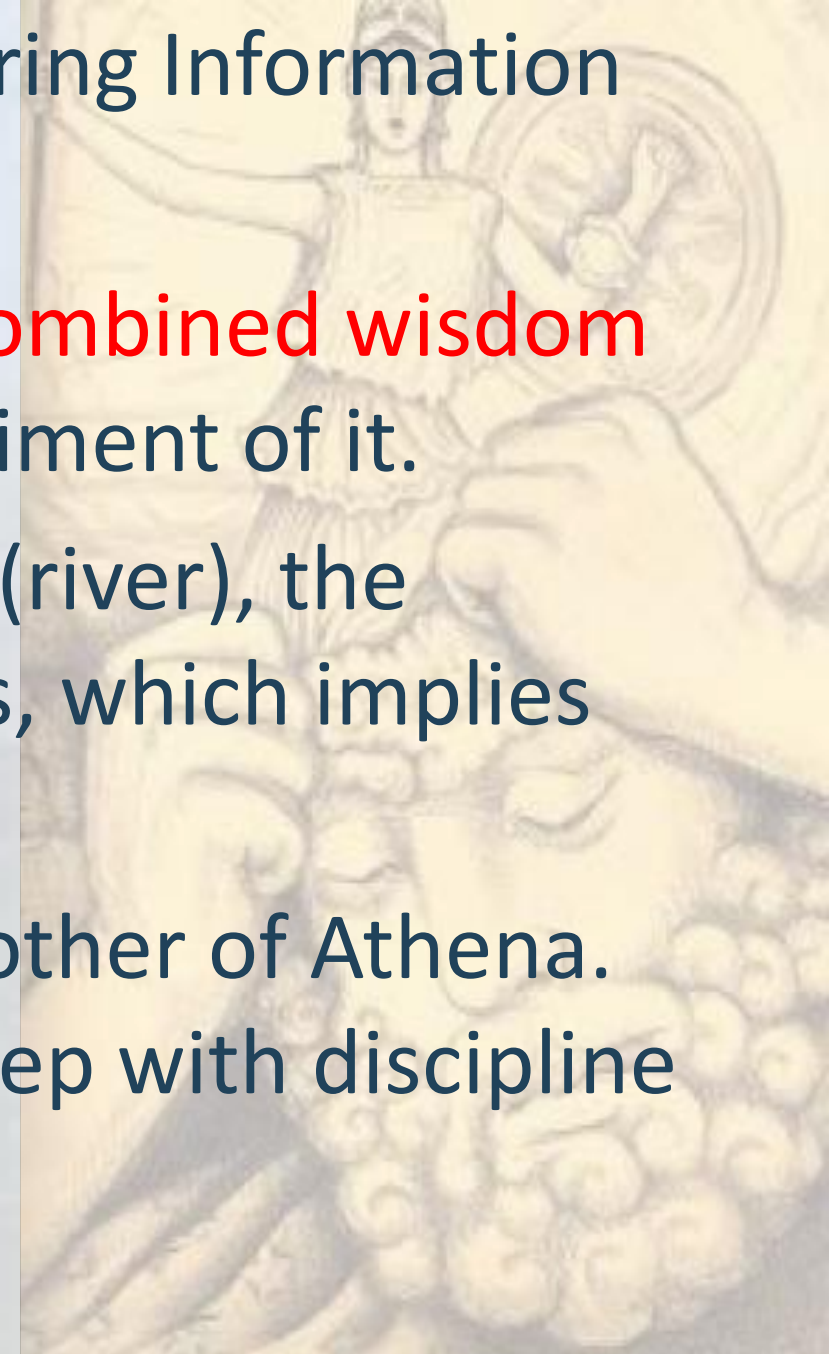 ring Information
ombined wisdom
iment of it.
(river), the
s, which implies
other of Athena.
ep with discipline